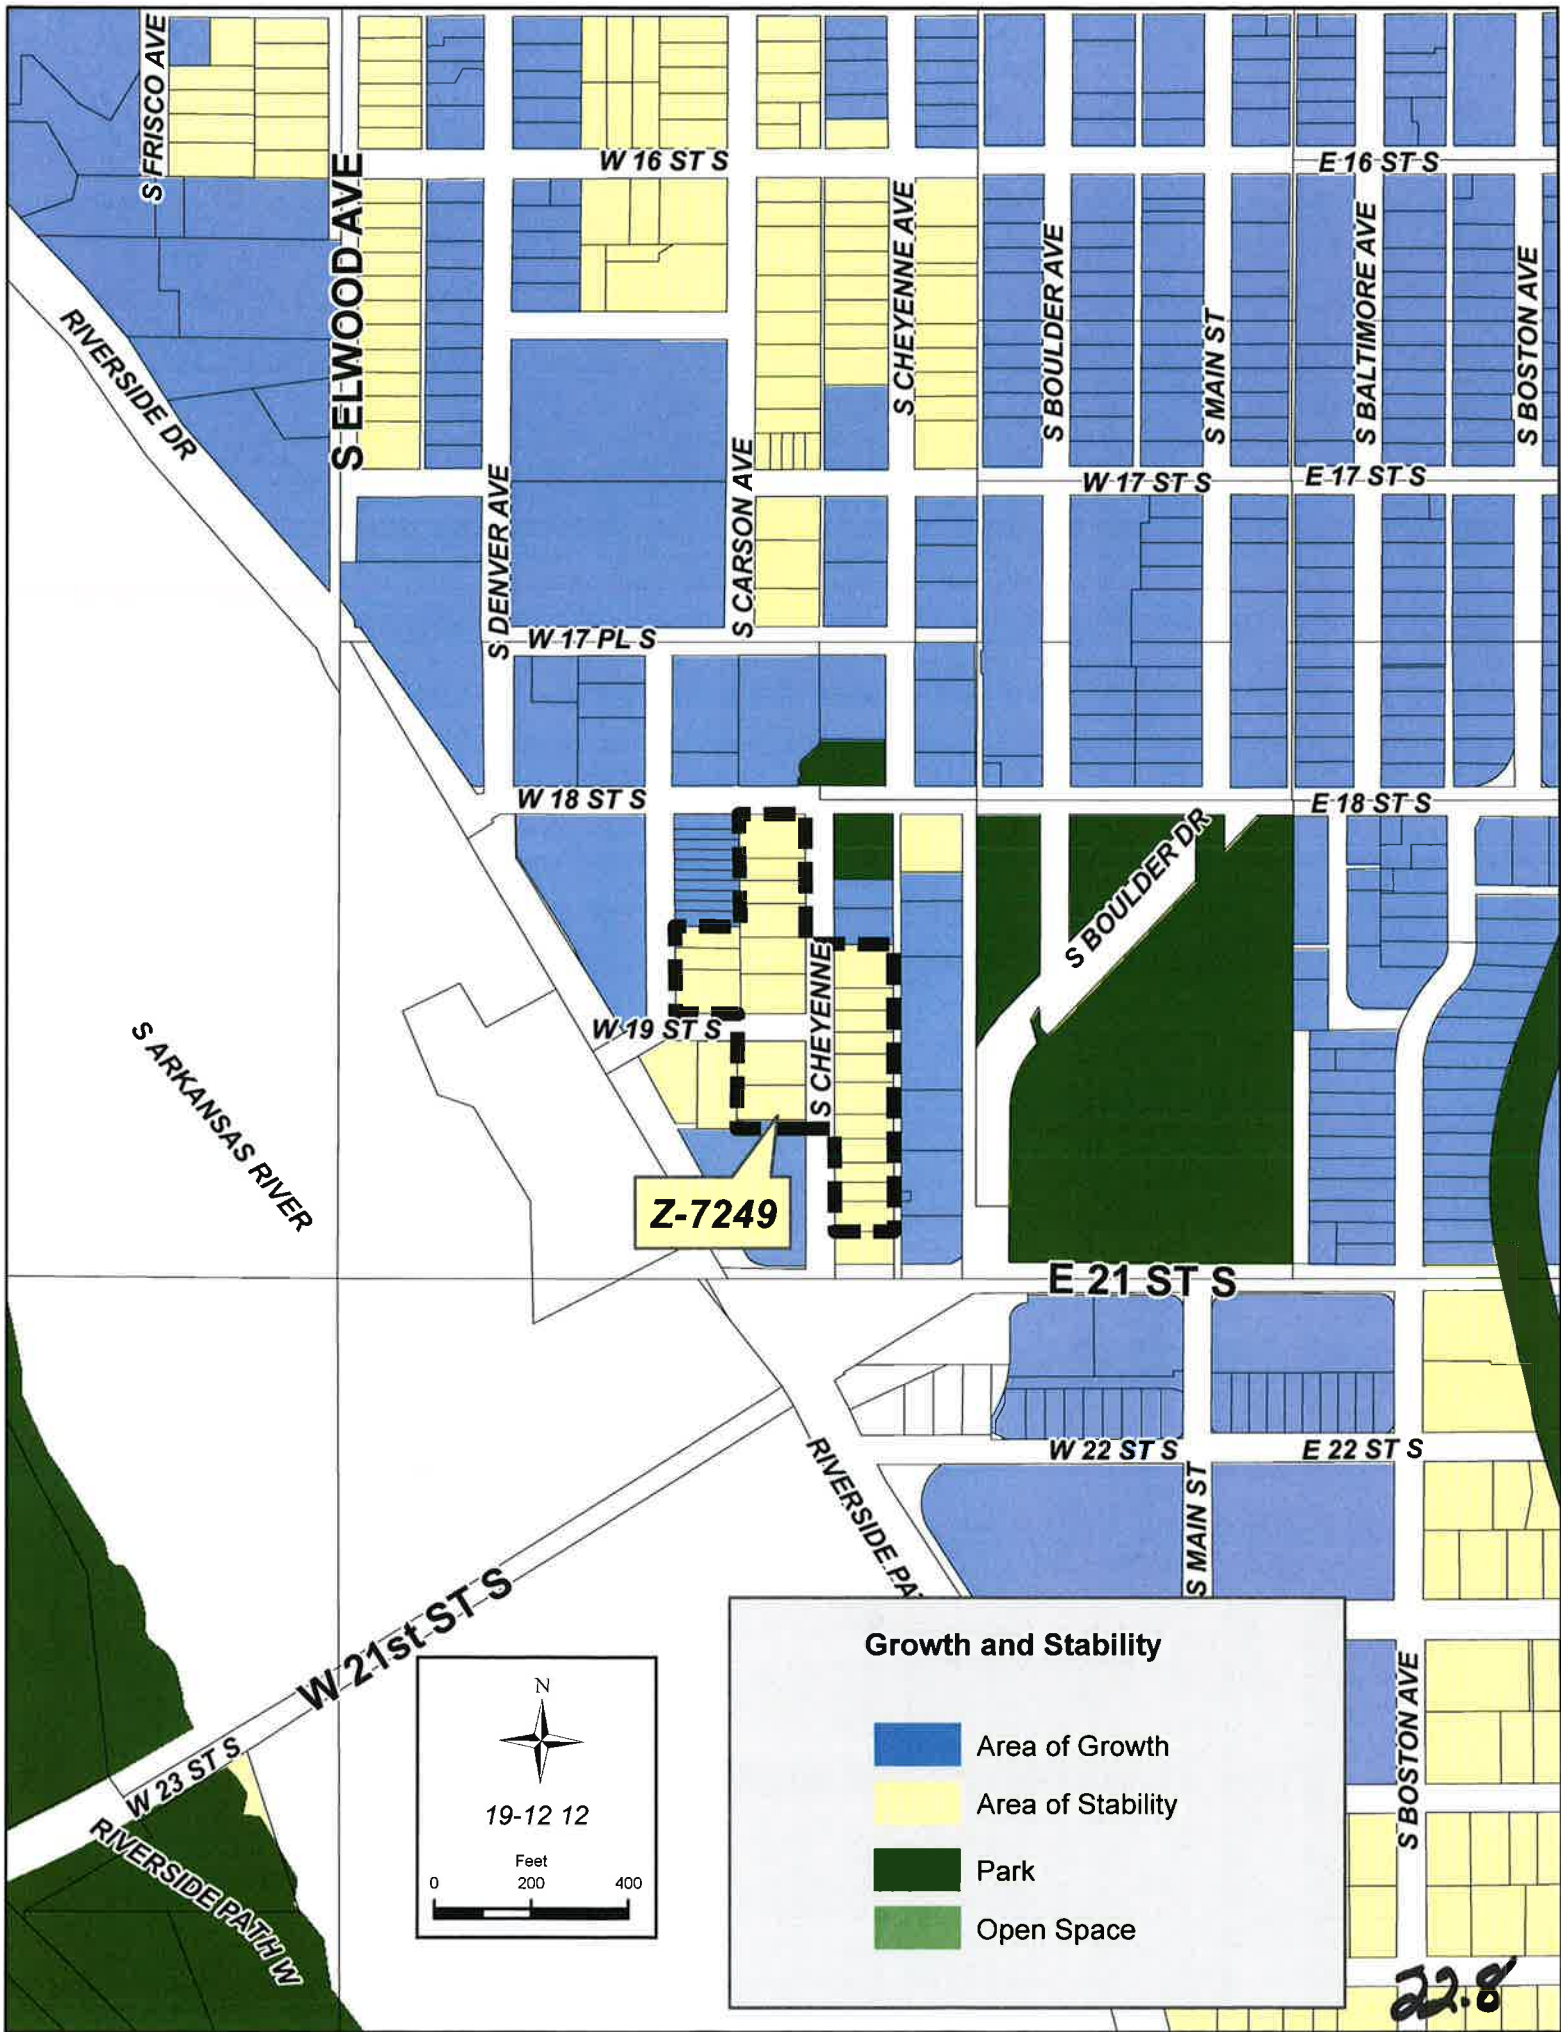 S FRISCO AVE
W 16 ST S
E 16 ST S
S ELWOOD AVE
S CHEYENNE AVE
S BOULDER AVE
S MAIN ST
S BALTIMORE AVE
S BOSTON AVE
RIVERSIDE DR
W 17 ST S
E 17 ST S
S DENVER AVE
S CARSON AVE
W 17 PL S
W 18 ST S
E 18 ST S
S BOULDER DR
S CHEYENNE
W 19 ST S
S ARKANSAS RIVER
Z-7249
E 21 ST S
W 22 ST S
E 22 ST S
RIVERSIDE PA
S MAIN ST
W 21st ST S
W 23 ST S
RIVERSIDE PATH W
S BOSTON AVE
N
19-12 12
Feet
0 200 400
Growth and Stability
Area of Growth
Area of Stability
Park
Open Space
22.8